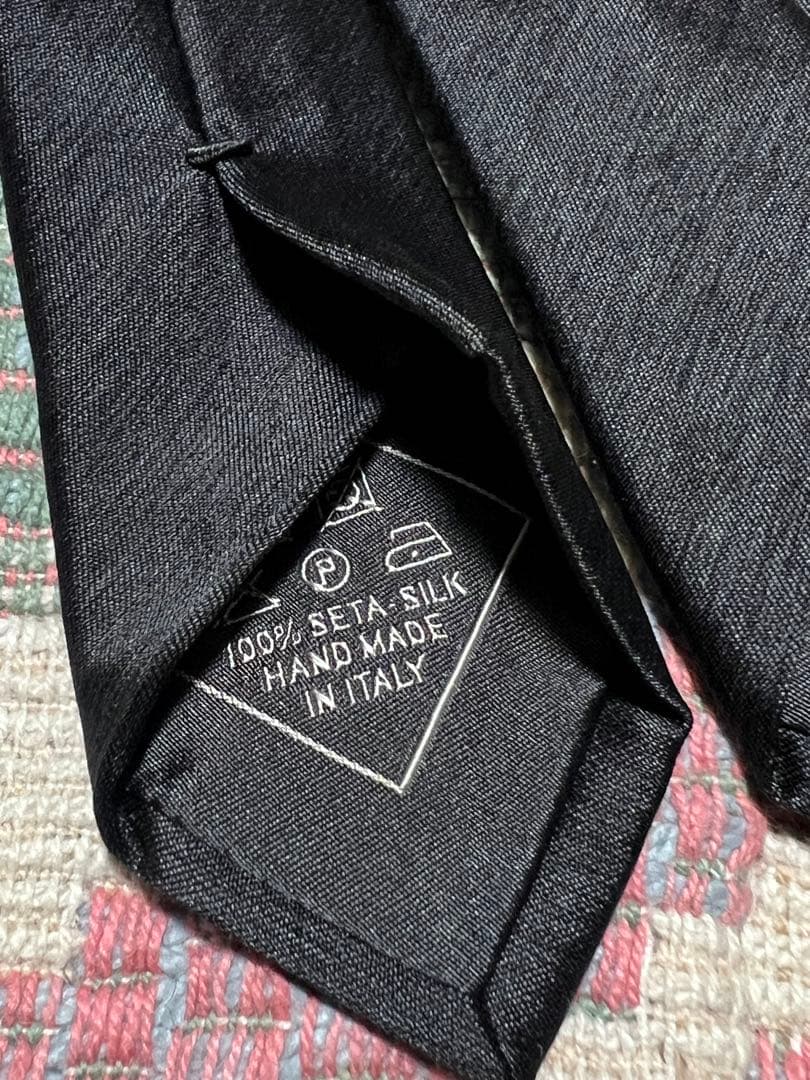 P
100% SETA-SILK
HAND MADE
IN ITALY